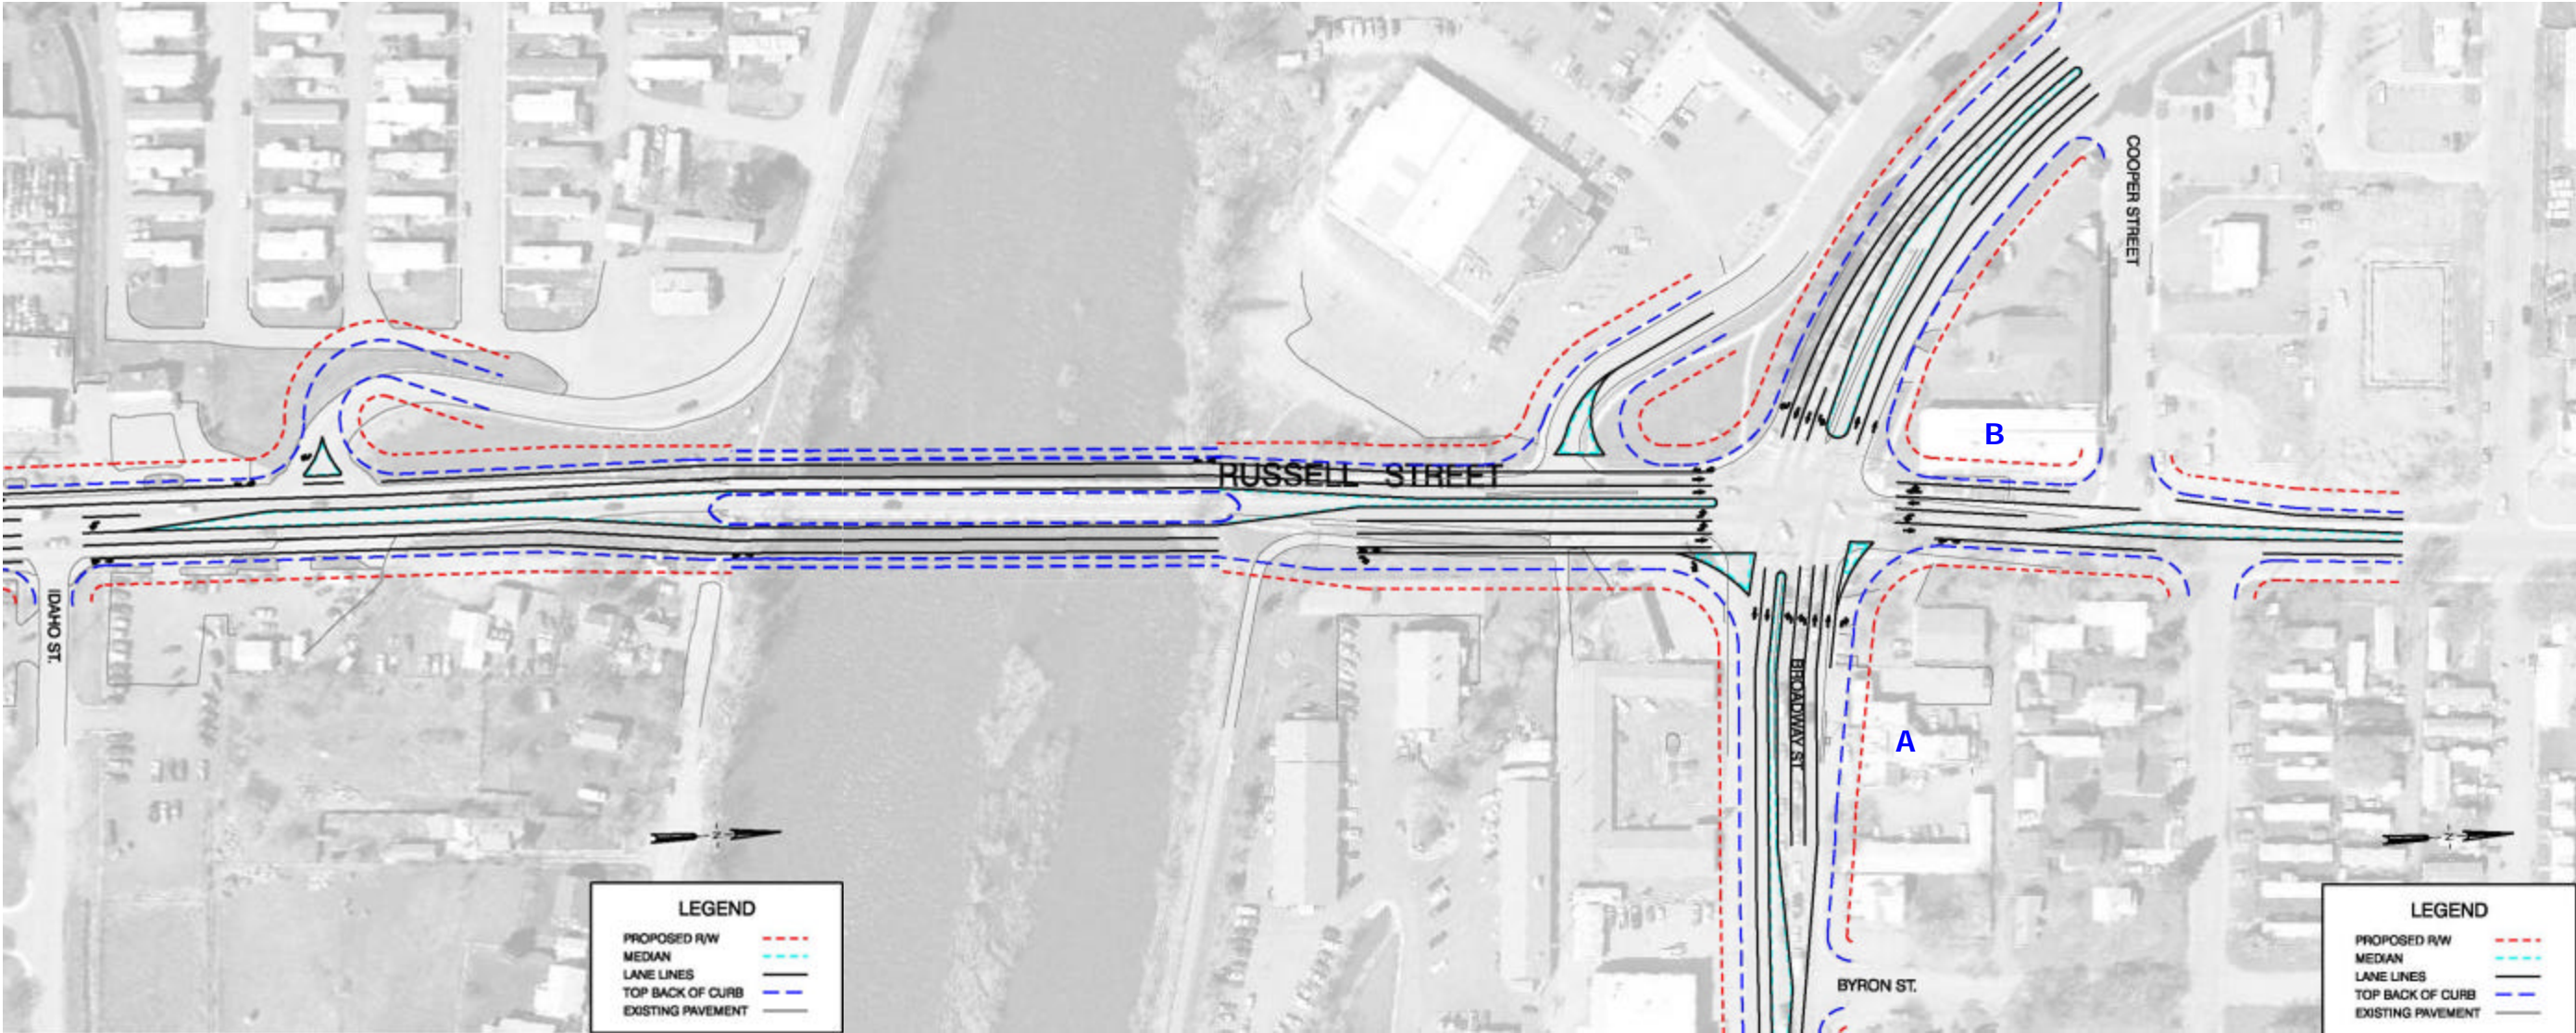 COOPER STREET
B
RUSSELL STREET
IDAHO ST.
BROADWAY ST.
A
N
N
LEGEND
PROPOSED R/W
MEDIAN
LANE LINES
TOP BACK OF CURB
EXISTING PAVEMENT
BYRON ST.
LEGEND
PROPOSED R/W
MEDIAN
LANE LINES
TOP BACK OF CURB
EXISTING PAVEMENT